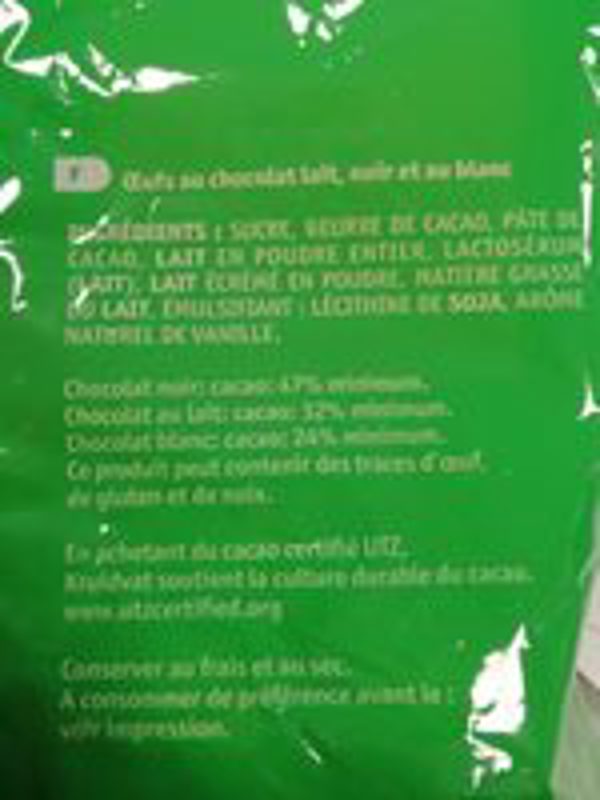 F Œufs au chocolat lait, noir et au blanc
INGRÉDIENTS : SUCRE, BEURRE DE CACAO, PÂTE DE
CACAO, LAIT EN POUDRE ENTIER, LACTOSÉRUM
(LAIT), LAIT ÉCRÉMÉ EN POUDRE, MATIÈRE GRASSE
DU LAIT, ÉMULSIFIANT : LÉCITHINE DE SOJA, ARÔME
NATUREL DE VANILLE.
Chocolat noir: cacao: 47% minimum.
Chocolat au lait: cacao: 32% minimum.
Chocolat blanc: cacao: 24% minimum.
Ce produit peut contenir des traces d'œuf,
de gluten et de noix.
En achetant du cacao certifié UTZ,
Kruidvat soutient la culture durable du cacao.
www.utzcertified.org
Conserver au frais et au sec.
À consommer de préférence avant le :
voir impression.